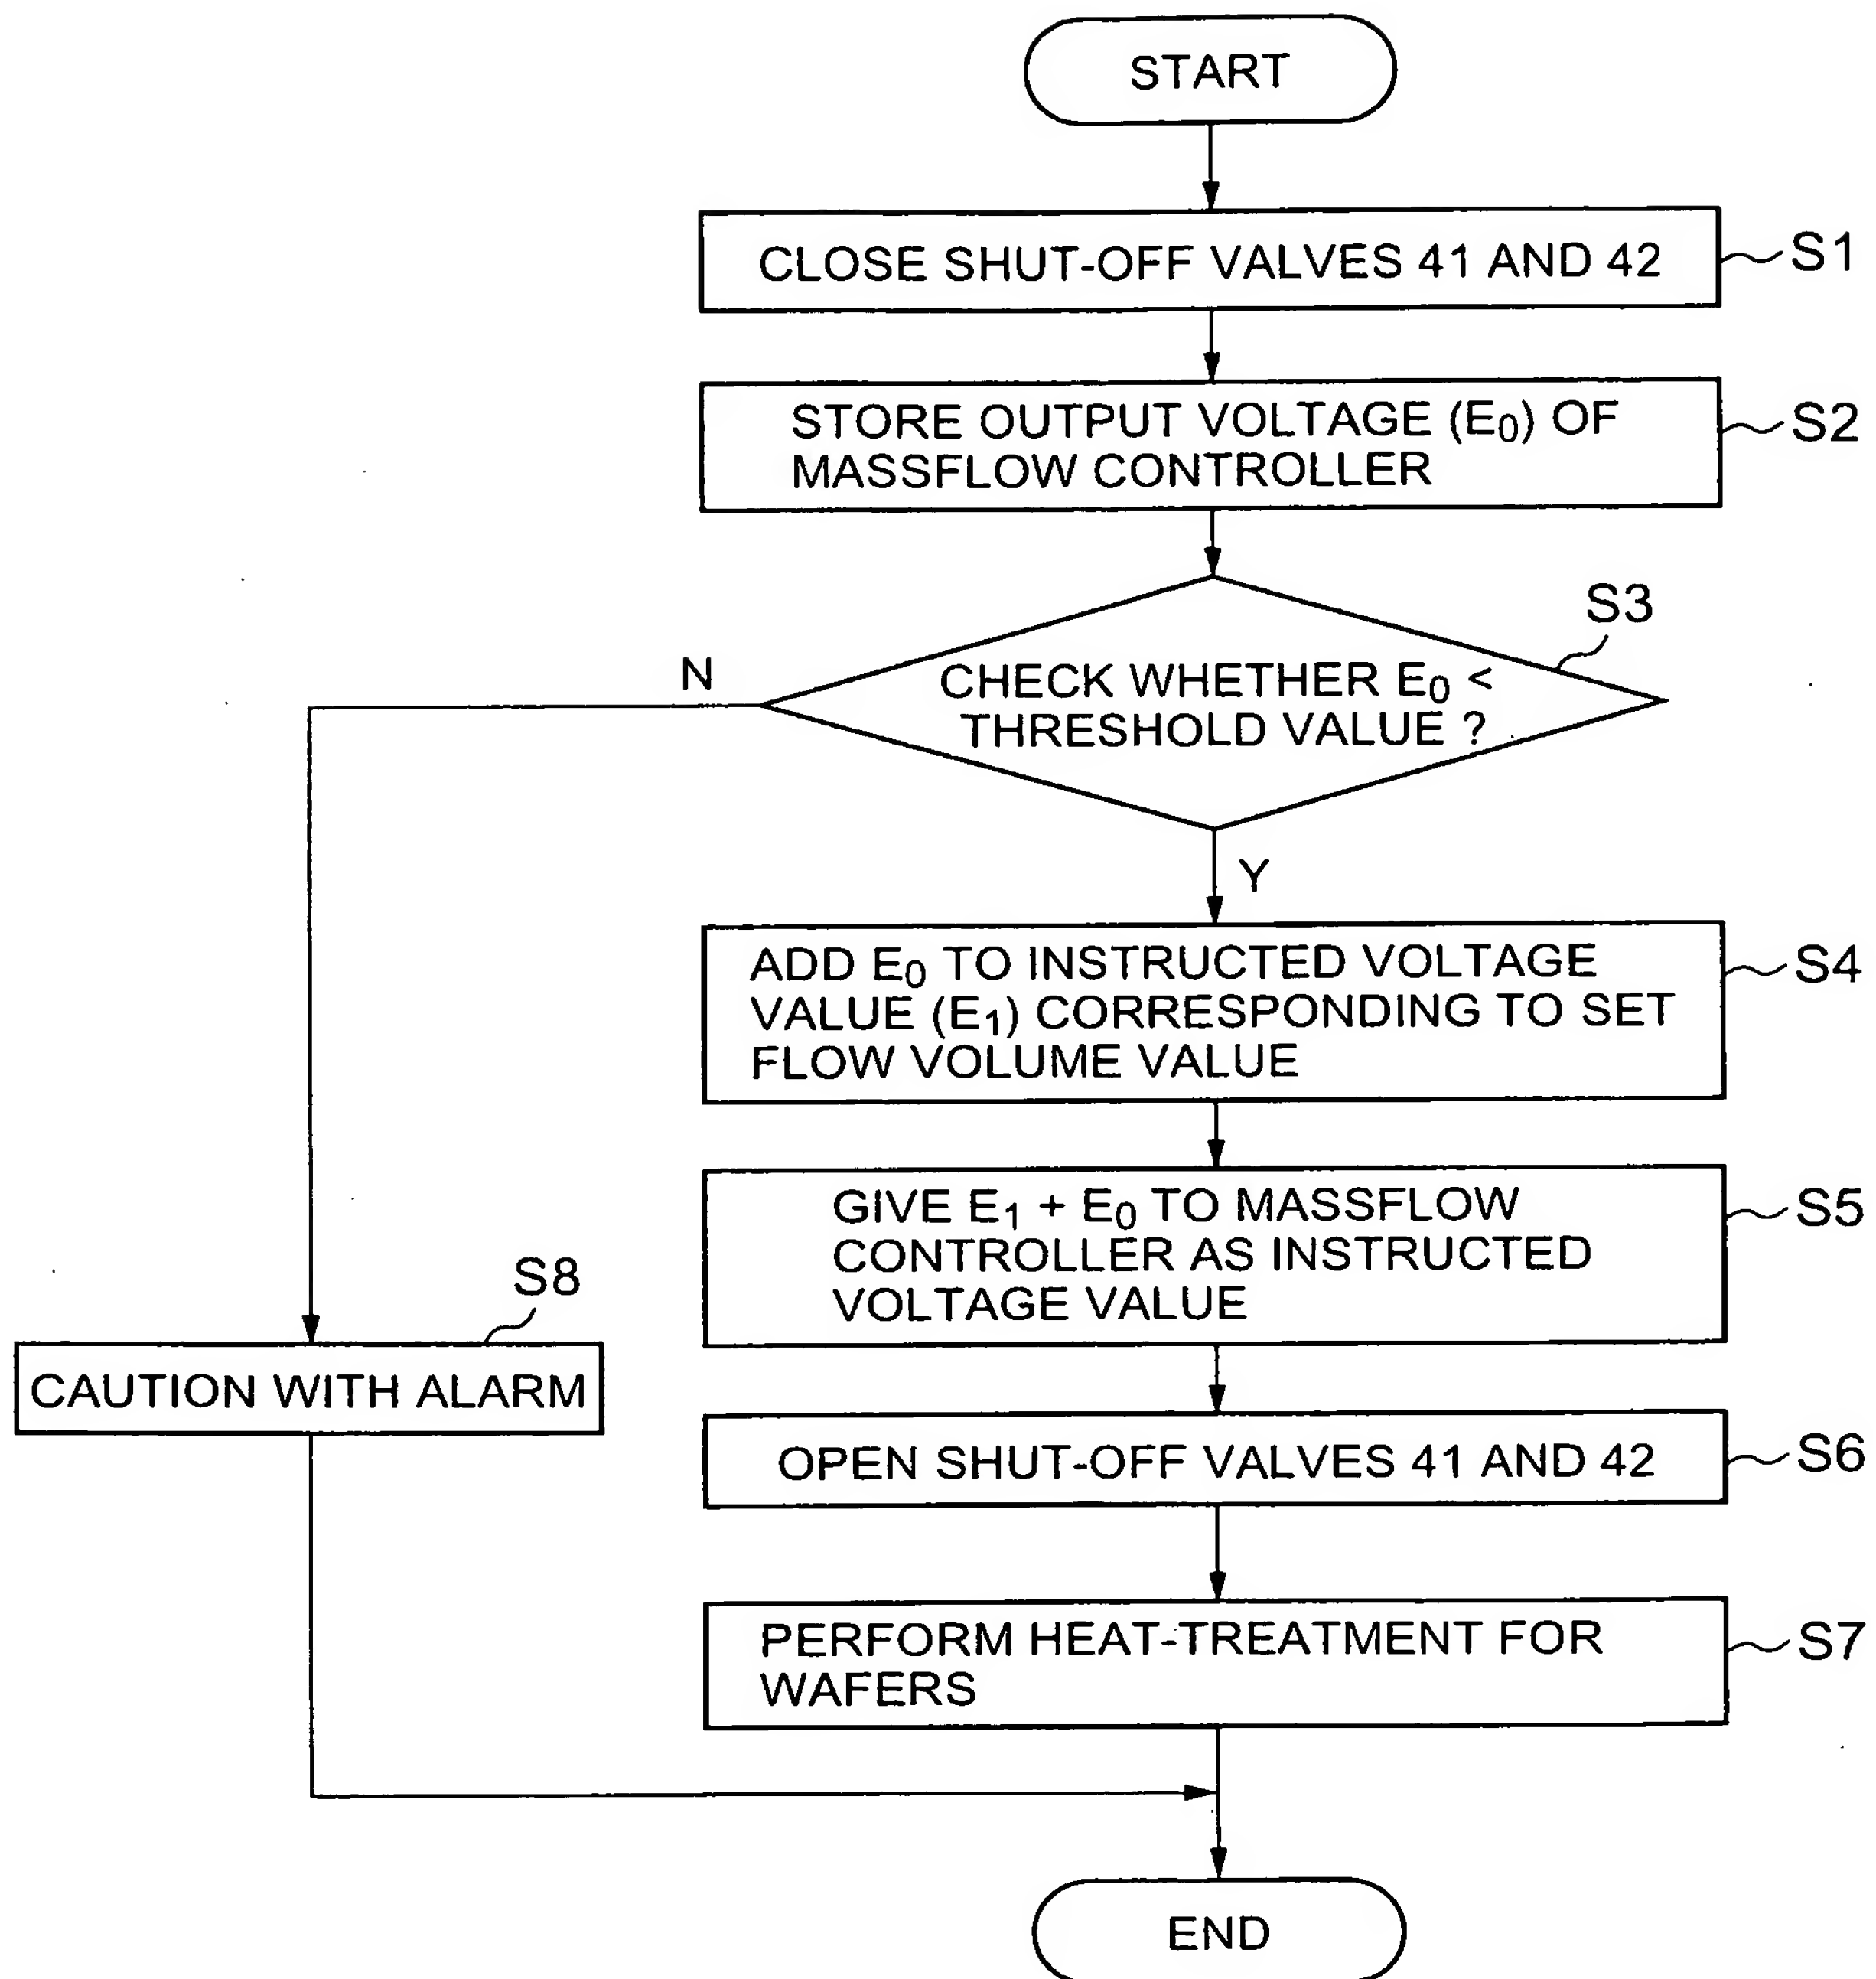 START
CLOSE SHUT-OFF VALVES 41 AND 42
S1
STORE OUTPUT VOLTAGE (E0) OF
MASSFLOW CONTROLLER
S2
S3
CHECK WHETHER E0 <
THRESHOLD VALUE ?
N
Y
ADD E0 TO INSTRUCTED VOLTAGE
VALUE (E1) CORRESPONDING TO SET
FLOW VOLUME VALUE
S4
GIVE E1 + E0 TO MASSFLOW
CONTROLLER AS INSTRUCTED
VOLTAGE VALUE
S5
S8
CAUTION WITH ALARM
OPEN SHUT-OFF VALVES 41 AND 42
S6
PERFORM HEAT-TREATMENT FOR
WAFERS
S7
END